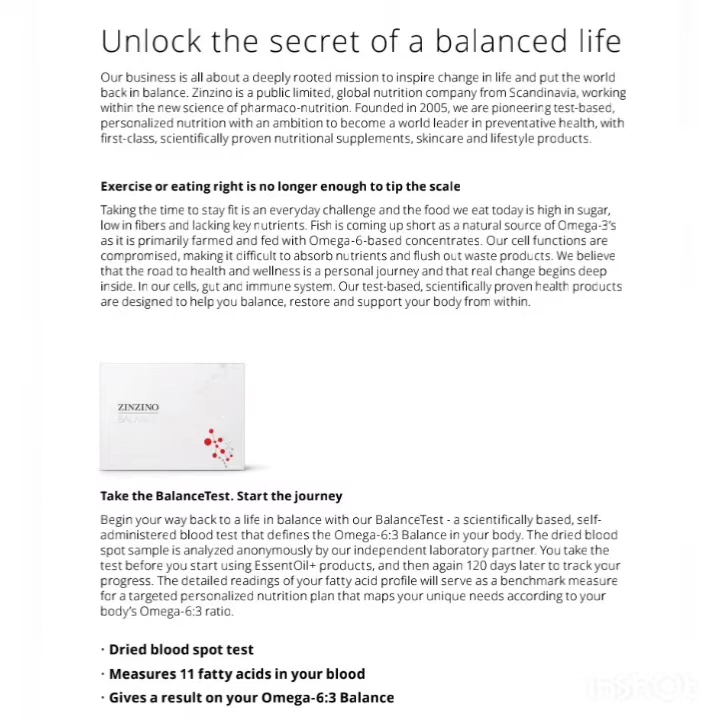 Unlock the secret of a balanced life
Our business is all about a deeply rooted mission to inspire change in life and put the world
back in balance. Zinzino is a public limited, global nutrition company from Scandinavia, working
within the new science of pharmaco-nutrition. Founded in 2005, we are pioneering test-based,
personalized nutrition with an ambition to become a world leader in preventative health, with
first-class, scientifically proven nutritional supplements, skincare and lifestyle products.
Exercise or eating right is no longer enough to tip the scale
Taking the time to stay fit is an everyday challenge and the food we eat today is high in sugar,
low in fibers and lacking key nutrients. Fish is coming up short as a natural source of Omega-3's
as it is primarily farmed and fed with Omega-6-based concentrates. Our cell functions are
compromised, making it difficult to absorb nutrients and flush out waste products. We believe
that the road to health and wellness is a personal journey and that real change begins deep
inside. In our cells, gut and immune system. Our test-based, scientifically proven health products
are designed to help you balance, restore and support your body from within.
ZINZINO
BALANCE
Take the BalanceTest. Start the journey
Begin your way back to a life in balance with our BalanceTest - a scientifically based, self-
administered blood test that defines the Omega-6:3 Balance in your body. The dried blood
spot sample is analyzed anonymously by our independent laboratory partner. You take the
test before you start using EssentOil+ products, and then again 120 days later to track your
progress. The detailed readings of your fatty acid profile will serve as a benchmark measure
for a targeted personalized nutrition plan that maps your unique needs according to your
body's Omega-6:3 ratio.
· Dried blood spot test
· Measures 11 fatty acids in your blood
· Gives a result on your Omega-6:3 Balance